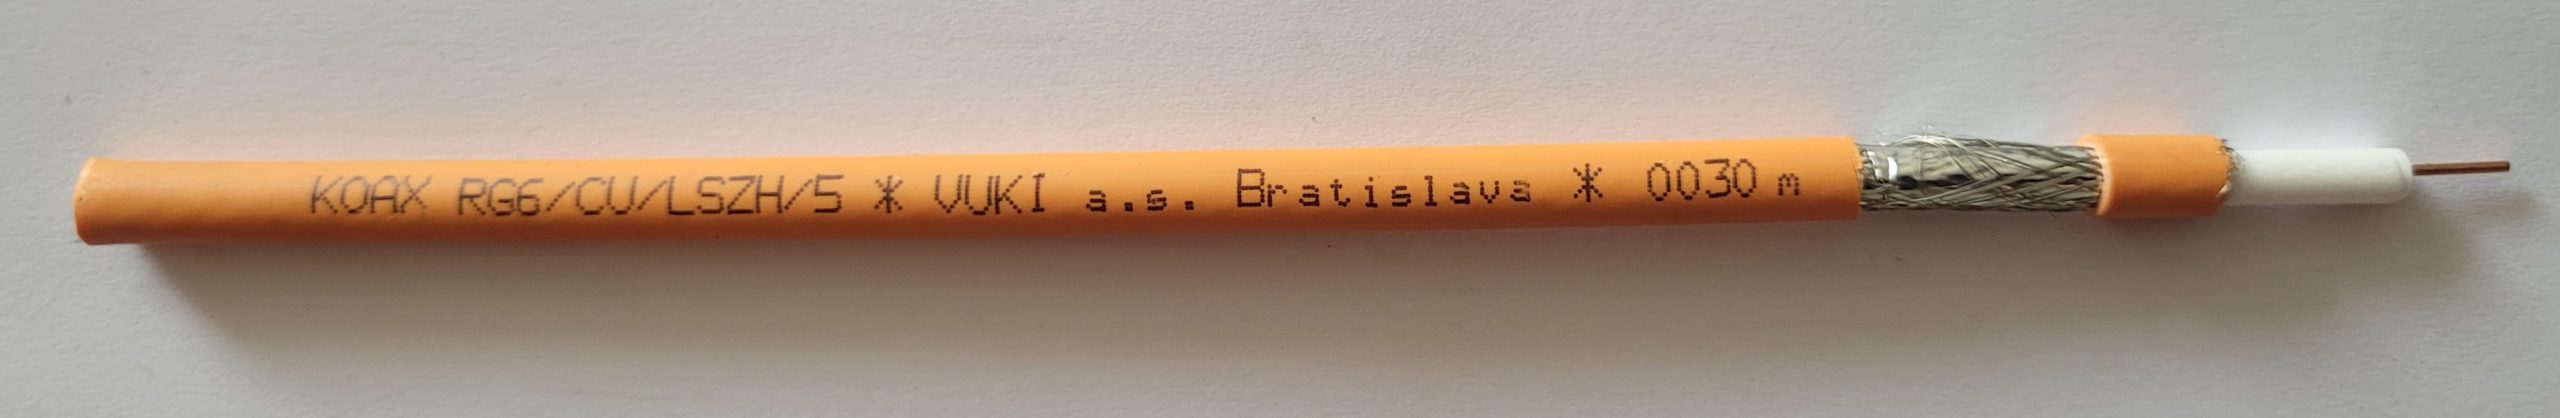 KOAX RG6/CU/LSZH/5 * VUKI a.s. Bratislava * 0030 m